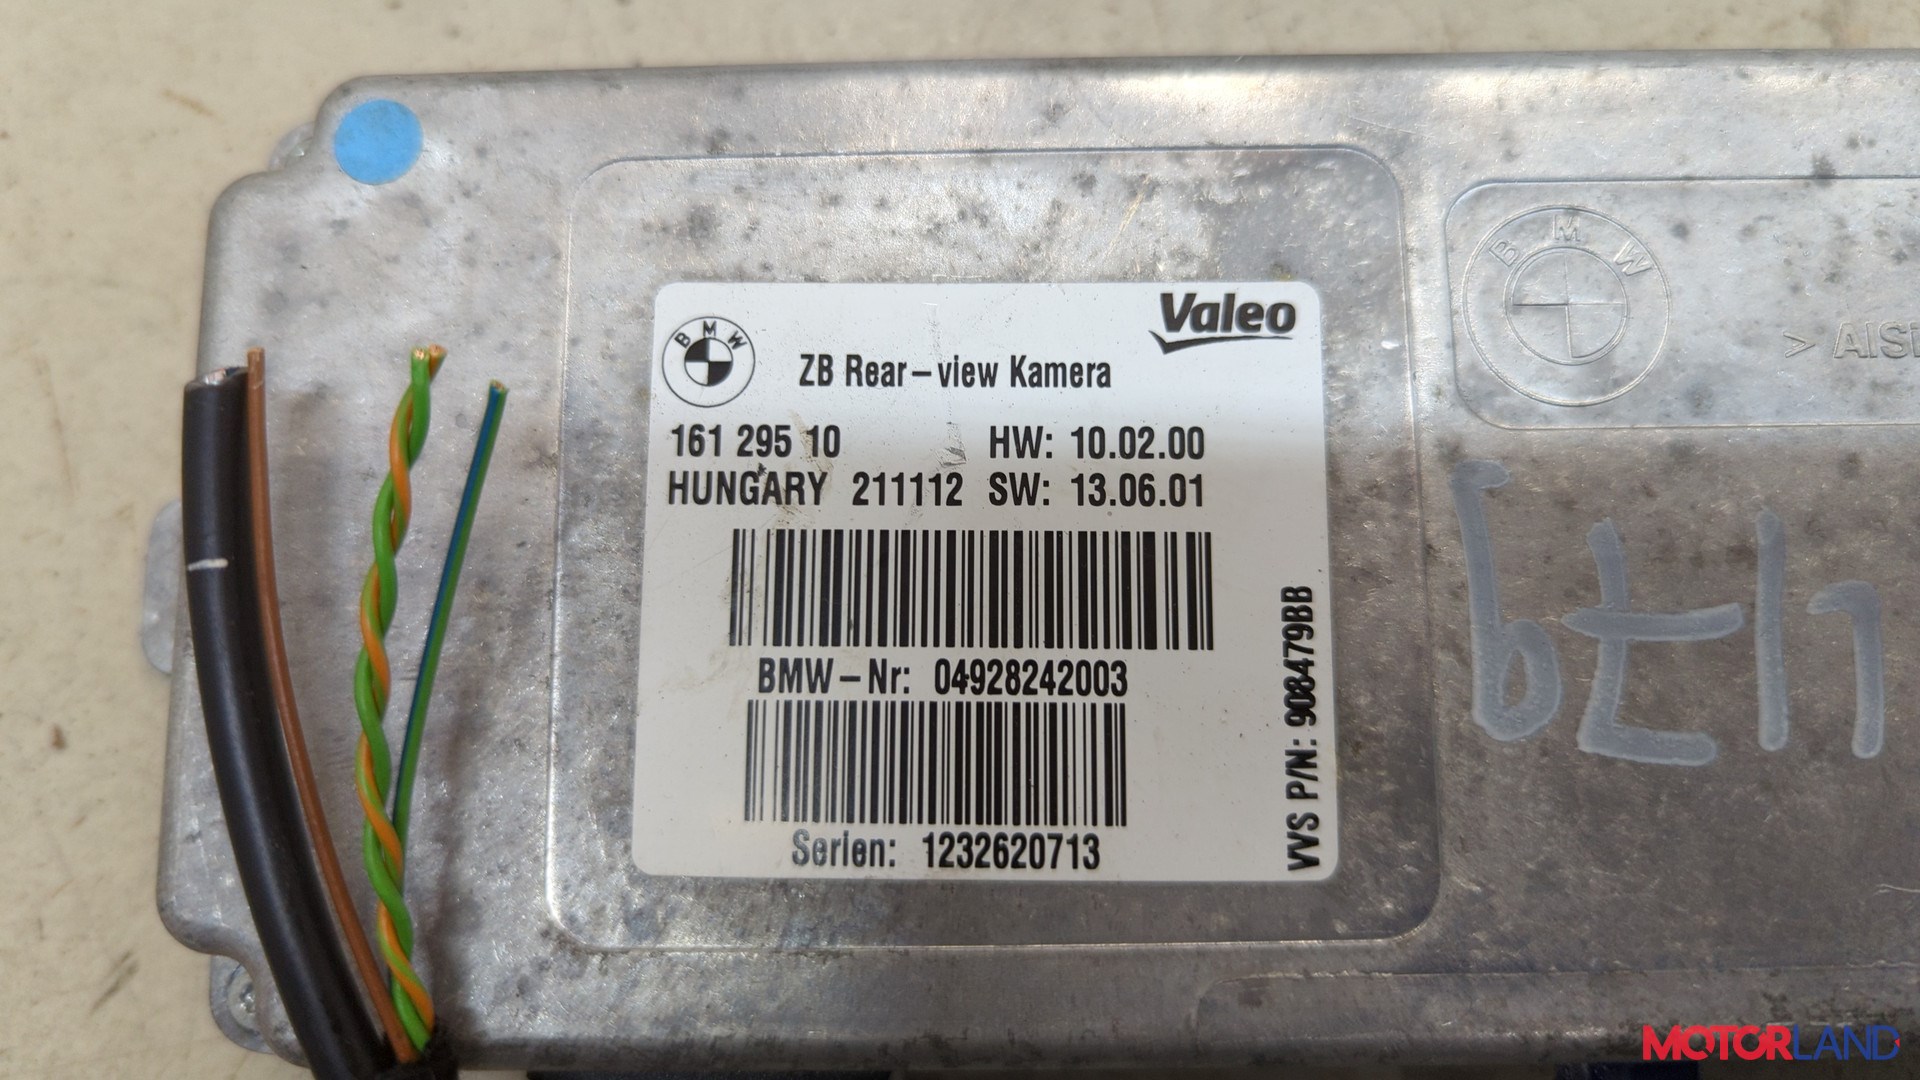 BMW
Valeo
ZB Rear-view Kamera
161 295 10 HW: 10.02.00
HUNGARY 211112 SW: 13.06.01
BMW-Nr: 04928242003
Serien: 1232620713
VVS P/N: 908479BB
BMW
> AlSi
MOTORLAND